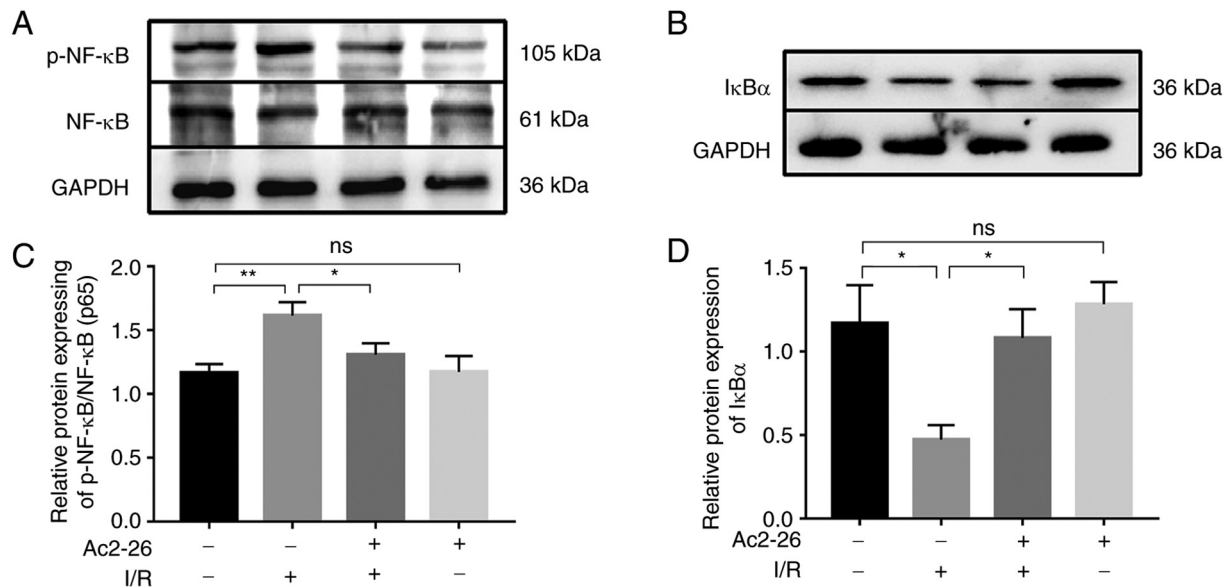 A
p-NF-κB 105 kDa
NF-κB 61 kDa
GAPDH 36 kDa
B
IκBα 36 kDa
GAPDH 36 kDa
C
Relative protein expressing
of p-NF-κB/NF-κB (p65)
2.0
1.5
1.0
0.5
0.0
ns
** *
Ac2-26 – – + +
I/R – + + –
D
Relative protein expression
of IκBα
1.5
1.0
0.5
0.0
ns
* *
Ac2-26 – – + +
I/R – + + –